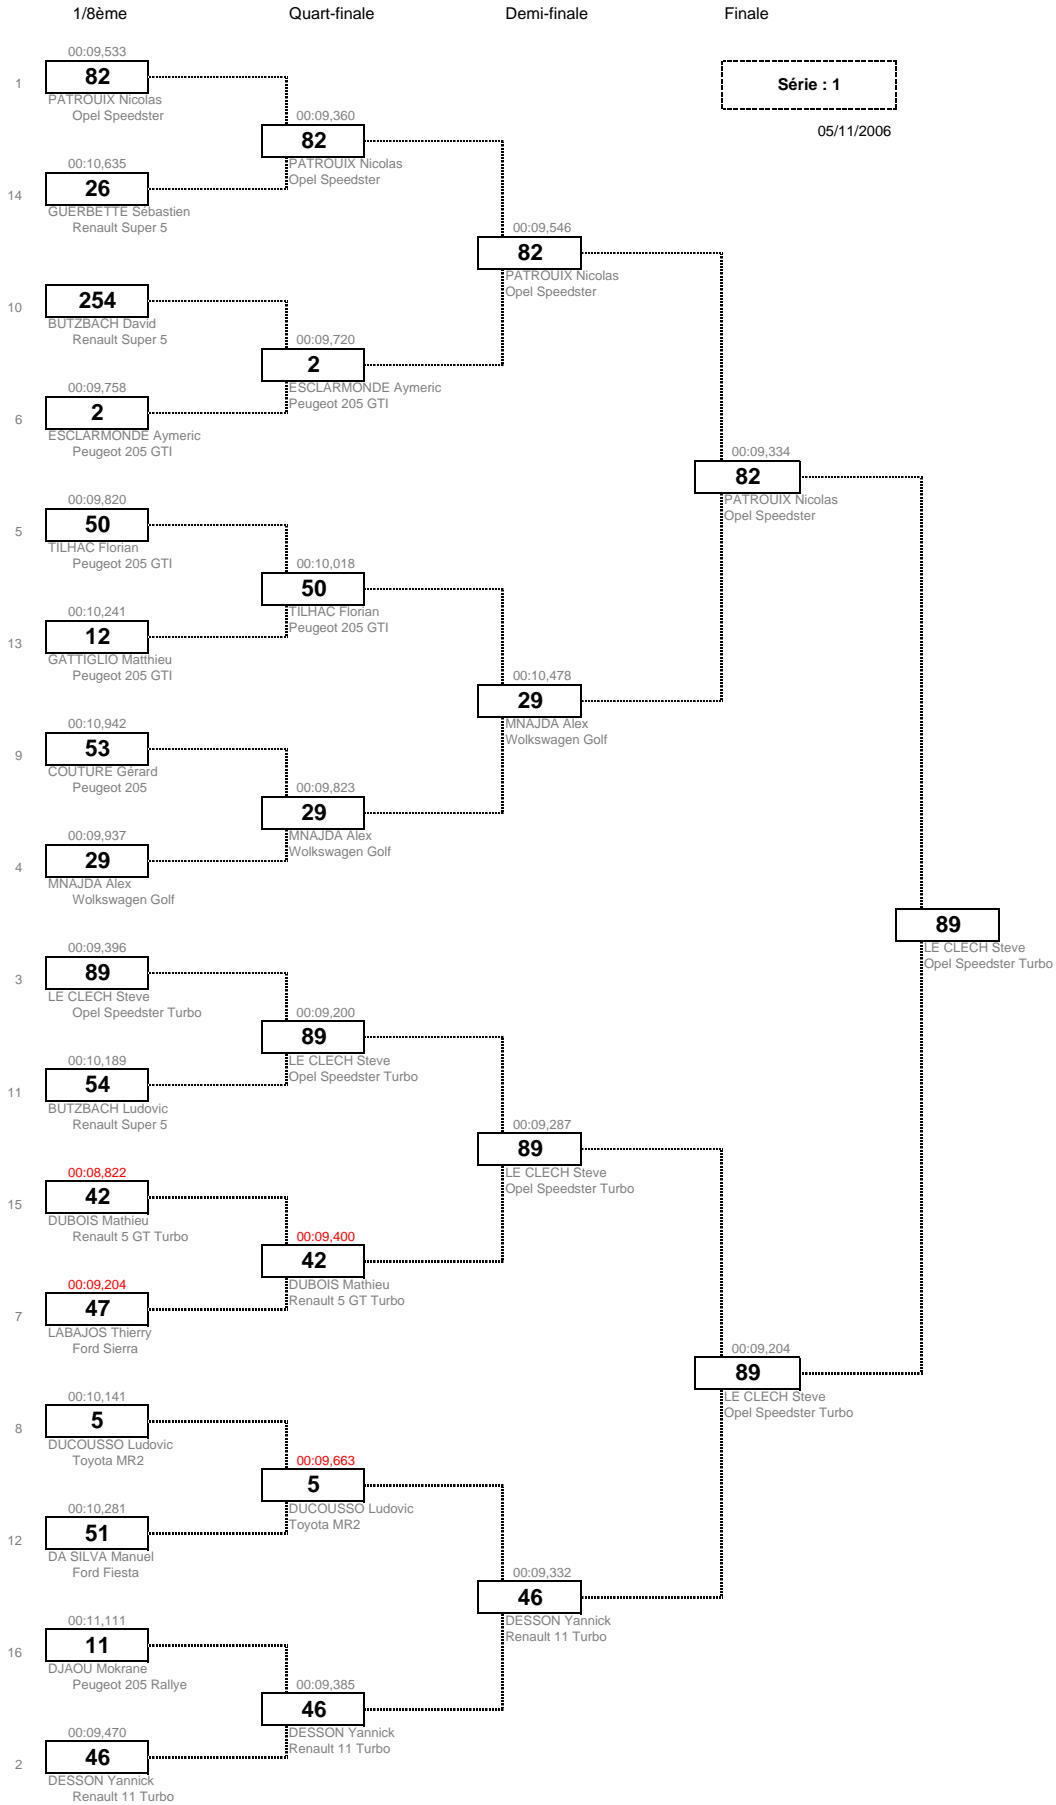 1/8ème
Quart-finale
Demi-finale
Finale
Série : 1
05/11/2006
00:09,533
1
82
PATROUIX Nicolas
Opel Speedster
00:10,635
14
26
GUERBETTE Sébastien
Renault Super 5
10
254
BUTZBACH David
Renault Super 5
00:09,758
6
2
ESCLARMONDE Aymeric
Peugeot 205 GTI
00:09,820
5
50
TILHAC Florian
Peugeot 205 GTI
00:10,241
13
12
GATTIGLIO Matthieu
Peugeot 205 GTI
00:10,942
9
53
COUTURE Gérard
Peugeot 205
00:09,937
4
29
MNAJDA Alex
Wolkswagen Golf
00:09,396
3
89
LE CLECH Steve
Opel Speedster Turbo
00:10,189
11
54
BUTZBACH Ludovic
Renault Super 5
00:08,822
15
42
DUBOIS Mathieu
Renault 5 GT Turbo
00:09,204
7
47
LABAJOS Thierry
Ford Sierra
00:10,141
8
5
DUCOUSSO Ludovic
Toyota MR2
00:10,281
12
51
DA SILVA Manuel
Ford Fiesta
00:11,111
16
11
DJAOU Mokrane
Peugeot 205 Rallye
00:09,470
2
46
DESSON Yannick
Renault 11 Turbo
00:09,360
82
PATROUIX Nicolas
Opel Speedster
00:09,720
2
ESCLARMONDE Aymeric
Peugeot 205 GTI
00:10,018
50
TILHAC Florian
Peugeot 205 GTI
00:09,823
29
MNAJDA Alex
Wolkswagen Golf
00:09,200
89
LE CLECH Steve
Opel Speedster Turbo
00:09,400
42
DUBOIS Mathieu
Renault 5 GT Turbo
00:09,663
5
DUCOUSSO Ludovic
Toyota MR2
00:09,385
46
DESSON Yannick
Renault 11 Turbo
00:09,546
82
PATROUIX Nicolas
Opel Speedster
00:10,478
29
MNAJDA Alex
Wolkswagen Golf
00:09,287
89
LE CLECH Steve
Opel Speedster Turbo
00:09,332
46
DESSON Yannick
Renault 11 Turbo
00:09,334
82
PATROUIX Nicolas
Opel Speedster
00:09,204
89
LE CLECH Steve
Opel Speedster Turbo
89
LE CLECH Steve
Opel Speedster Turbo